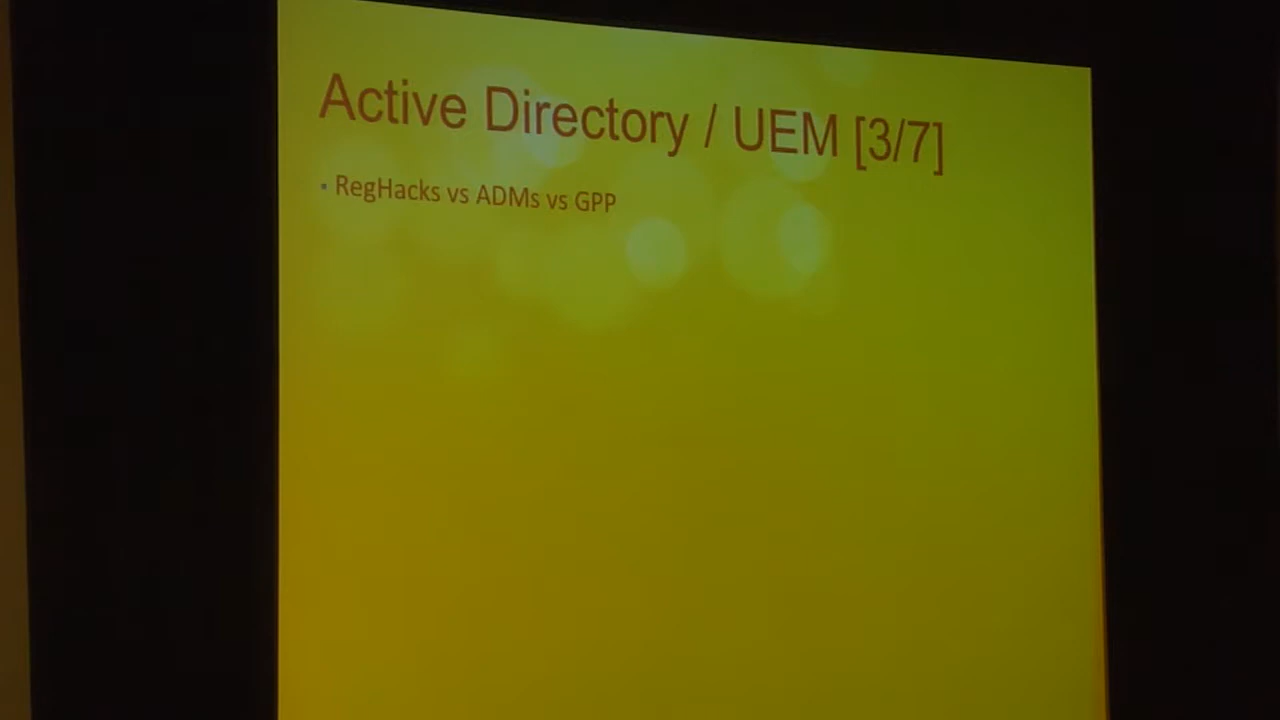 Active Directory / UEM [3/7]
▪ RegHacks vs ADMs vs GPP